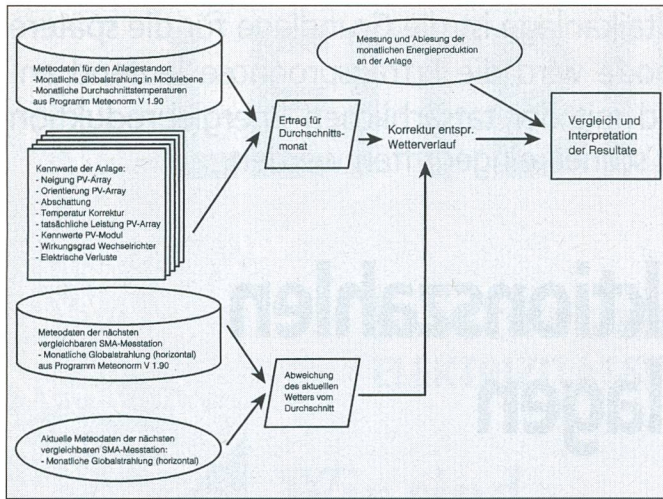 Meteodaten für den Anlagestandort
-Monatliche Globalstrahlung in Modulebene
-Monatliche Durchschnittstemperaturen
aus Programm Meteonorm V 1.90
Messung und Ablesung der
monatlichen Energieproduktion
an der Anlage
Ertrag für
Durchschnitts-
monat
Korrektur entspr.
Wetterverlauf
Vergleich und
Interpretation
der Resultate
Kennwerte der Anlage:
- Neigung PV-Array
- Orientierung PV-Array
- Abschattung
- Temperatur Korrektur
- tatsächliche Leistung PV-Array
- Kennwerte PV-Modul
- Wirkungsgrad Wechselrichter
- Elektrische Verluste
Meteodaten der nächsten
vergleichbaren SMA-Messtation
- Monatliche Globalstrahlung (horizontal)
aus Programm Meteonorm V 1.90
Abweichung
des aktuellen
Wetters vom
Durchschnitt
Aktuelle Meteodaten der nächsten
vergleichbaren SMA-Messtation:
- Monatliche Globalstrahlung (horizontal)